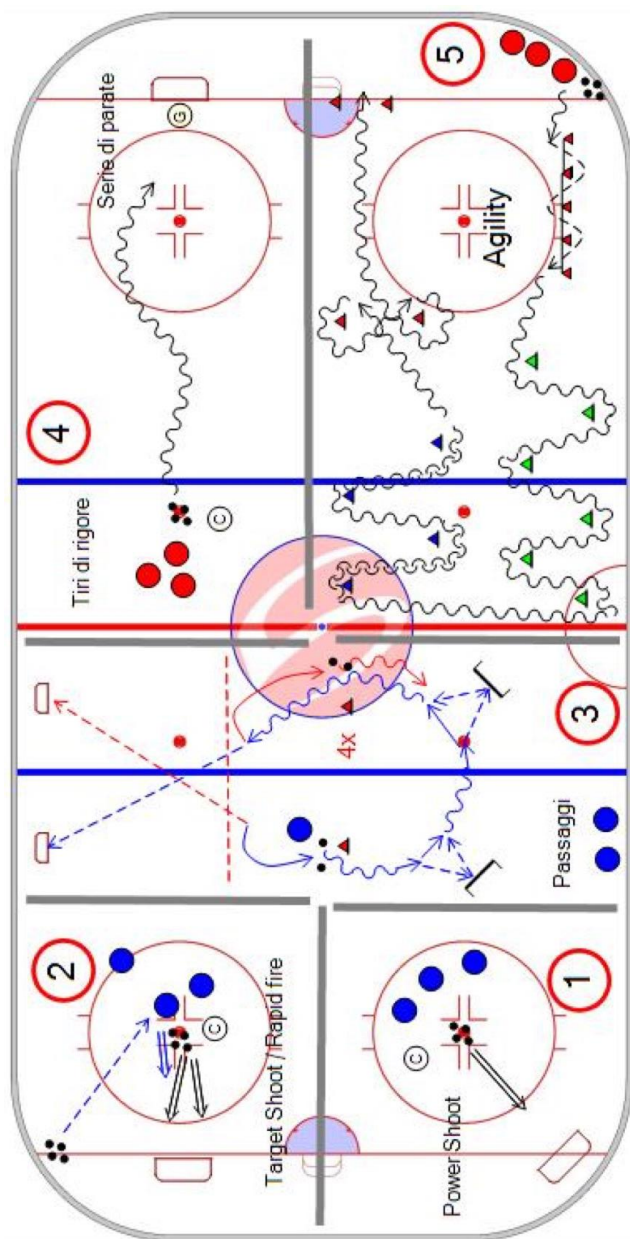 2
4
Tiri di rigore
Serie di parate
G
C
C
Target Shoot / Rapid fire
4x
C
Power Shoot
5
Agility
Passaggi
1
3